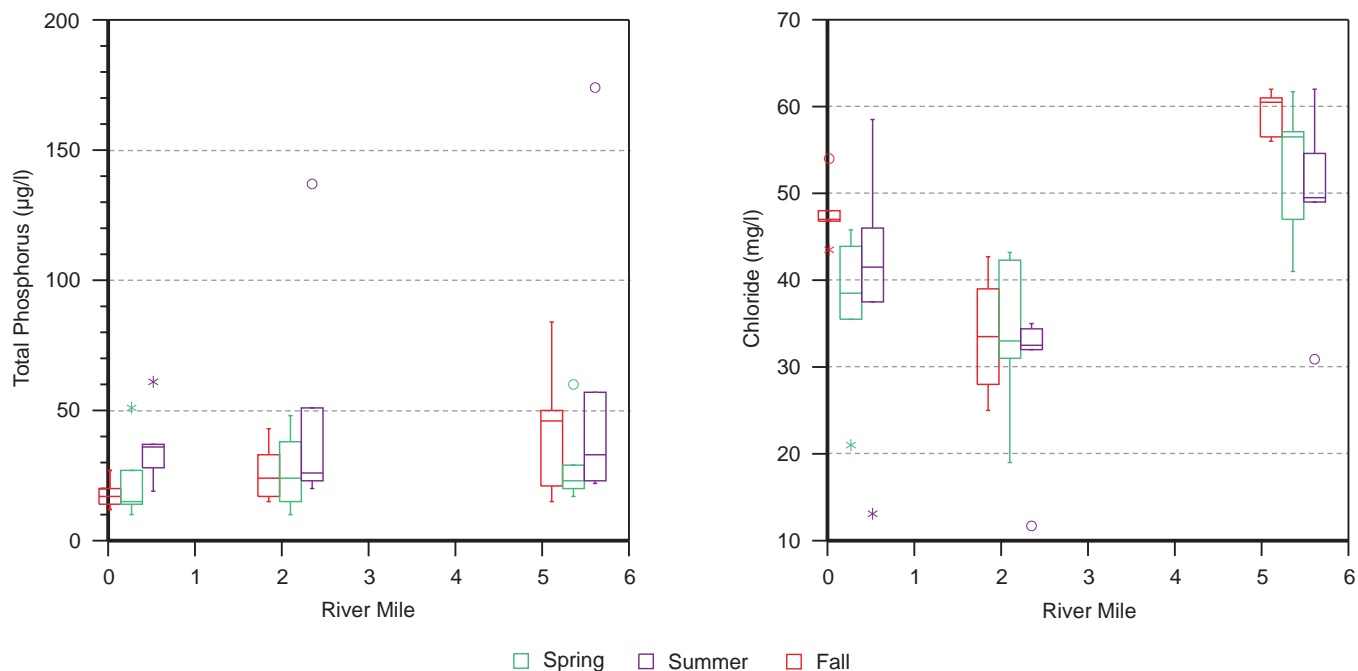 200
150
100
50
0
Total Phosphorus (µg/l)
0 1 2 3 4 5 6
River Mile
70
60
50
40
30
20
10
Chloride (mg/l)
0 1 2 3 4 5 6
River Mile
Spring Summer Fall